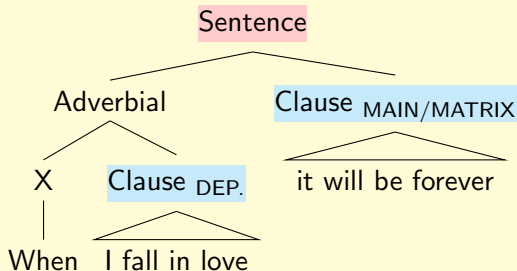 Sentence
Adverbial Clause MAIN/MATRIX
X Clause DEP. it will be forever
When I fall in love